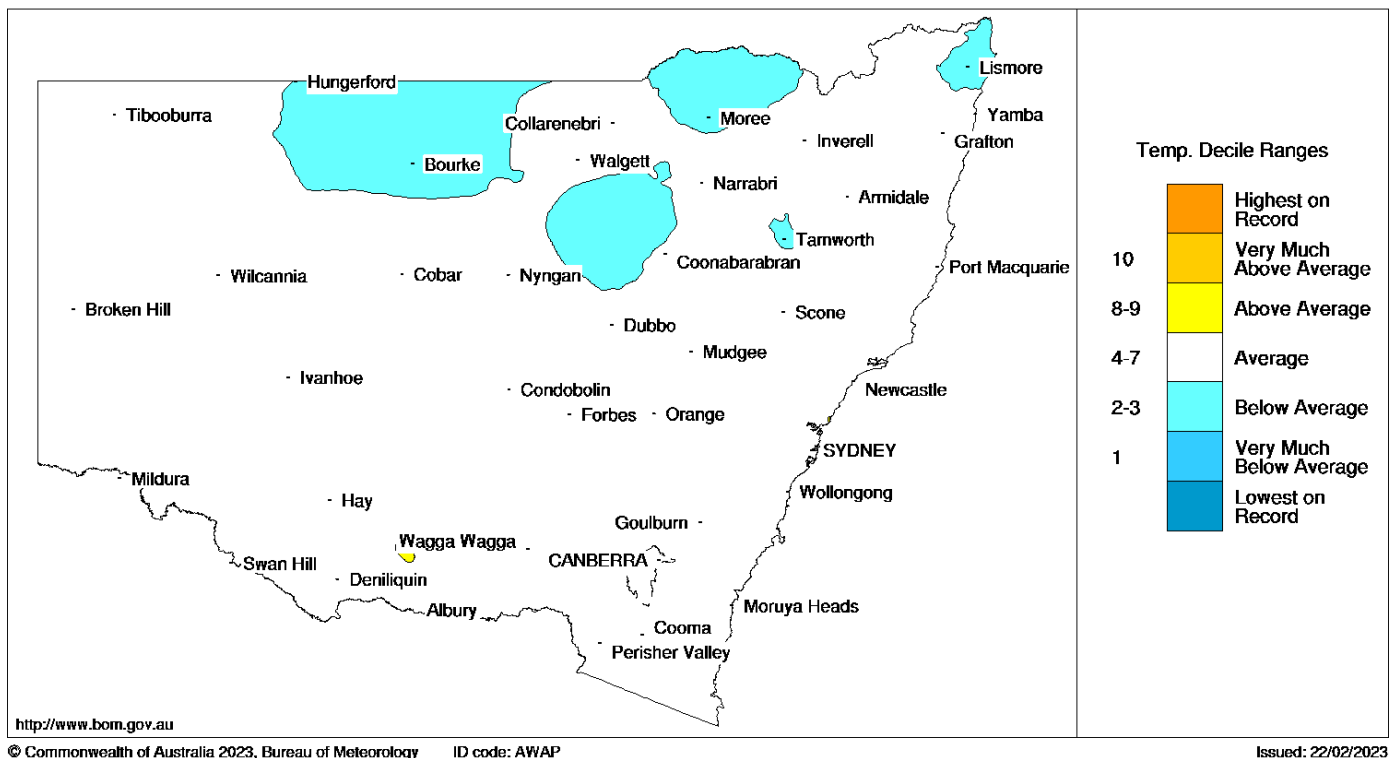 Hungerford
Lismore
Tibooburra
Collarenebri
Moree
Yamba
Inverell
Grafton
Bourke
Walgett
Narrabri
Armidale
Tamworth
Coonabarabran
Port Macquarie
Wilcannia
Cobar
Nyngan
Broken Hill
Dubbo
Scone
Mudgee
Ivanhoe
Condobolin
Newcastle
Forbes
Orange
SYDNEY
Mildura
Hay
Wollongong
Goulburn
Wagga Wagga
CANBERRA
Swan Hill
Deniliquin
Albury
Moruya Heads
Cooma
Perisher Valley
Temp. Decile Ranges
Highest on
Record
10
Very Much
Above Average
8-9
Above Average
4-7
Average
2-3
Below Average
1
Very Much
Below Average
Lowest on
Record
http://www.bom.gov.au
© Commonwealth of Australia 2023, Bureau of Meteorology
ID code: AWAP
Issued: 22/02/2023